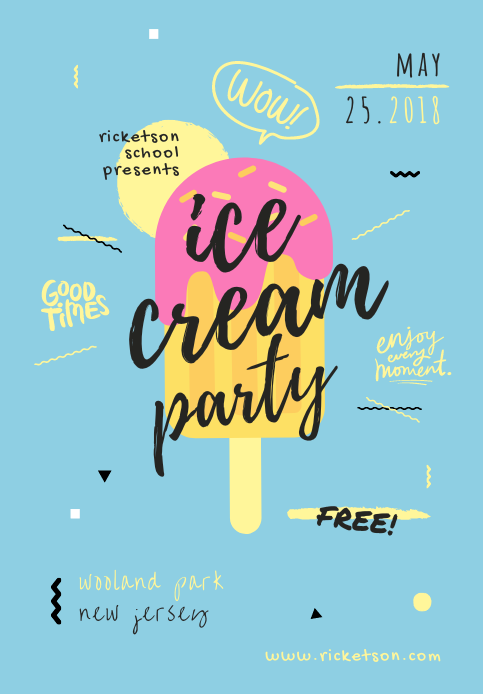 MAY
25.2018
WOW!
ricketson
school
presents
ice
cream
party
GOOD
TIMES
enjoy
every
moment.
FREE!
wooland park
new jersey
www.ricketson.com